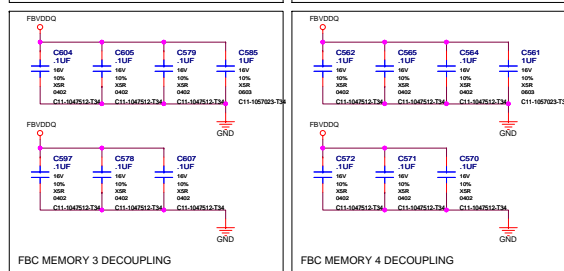 FBVDDQ
C604
.1UF
16V
10%
X5R
0402
C11-1047512-T34
C605
.1UF
16V
10%
X5R
0402
C11-1047512-T34
C579
.1UF
16V
10%
X5R
0402
C11-1047512-T34
C585
1UF
16V
10%
X5R
0603
C11-1057023-T34
GND
FBVDDQ
C597
.1UF
16V
10%
X5R
0402
C11-1047512-T34
C578
.1UF
16V
10%
X5R
0402
C11-1047512-T34
C607
.1UF
16V
10%
X5R
0402
C11-1047512-T34
GND
FBC MEMORY 3 DECOUPLING
FBVDDQ
C562
.1UF
16V
10%
X5R
0402
C11-1047512-T34
C565
.1UF
16V
10%
X5R
0402
C11-1047512-T34
C564
.1UF
16V
10%
X5R
0402
C11-1047512-T34
C561
1UF
16V
10%
X5R
0603
C11-1057023-T3
GND
FBVDDQ
C572
.1UF
16V
10%
X5R
0402
C11-1047512-T34
C571
.1UF
16V
10%
X5R
0402
C11-1047512-T34
C570
.1UF
16V
10%
X5R
0402
C11-1047512-T34
GND
FBC MEMORY 4 DECOUPLING